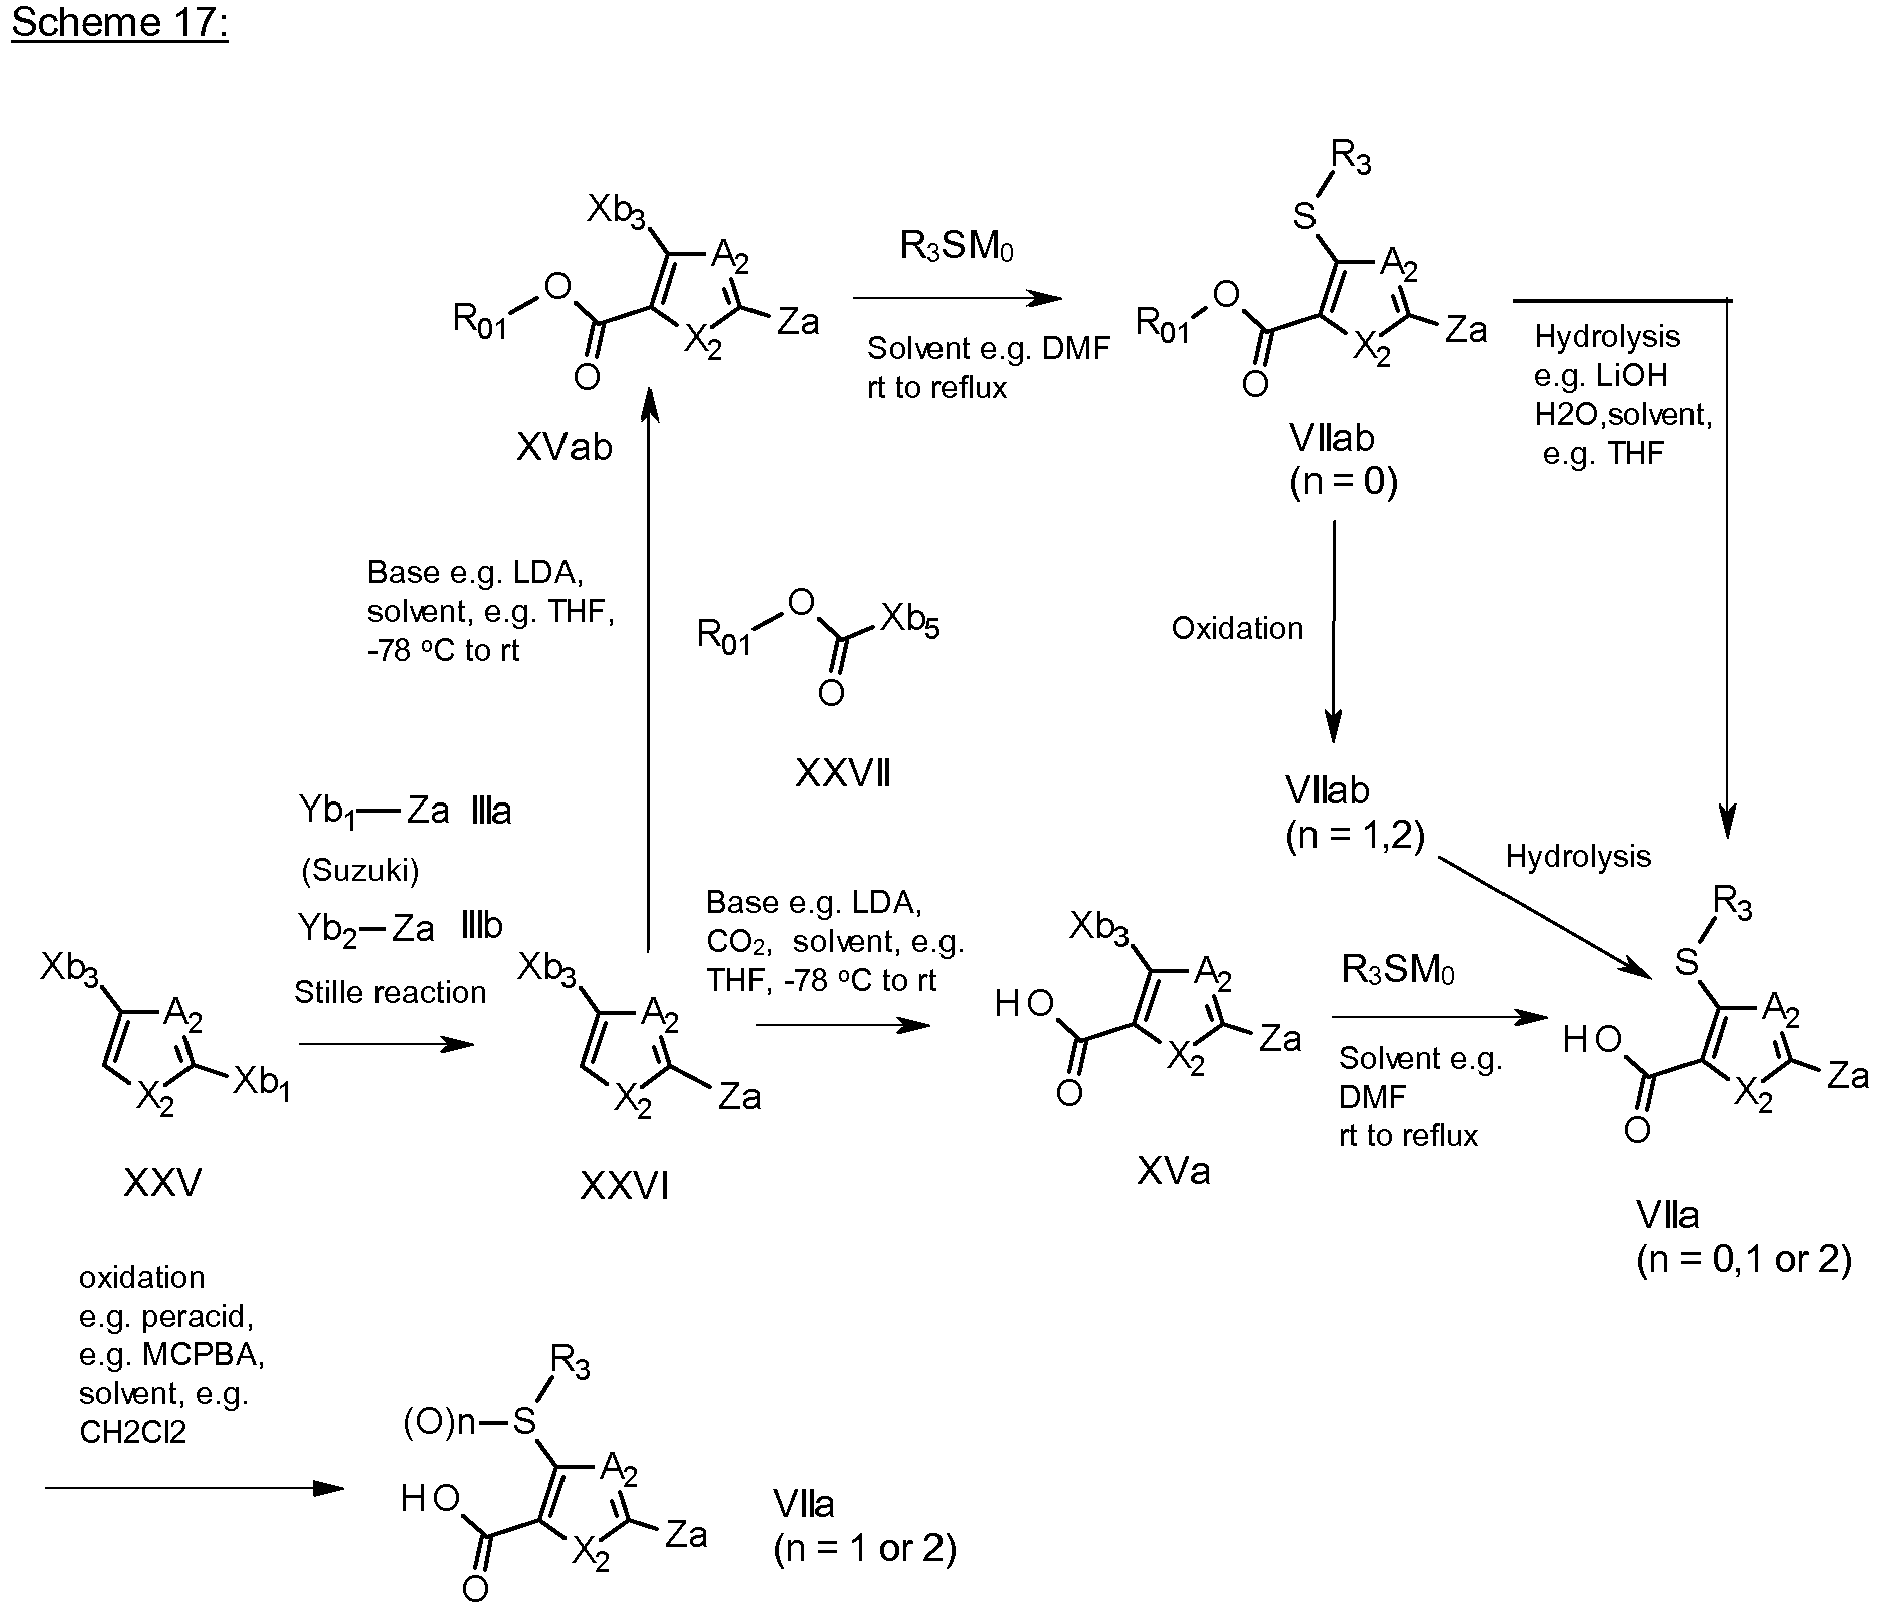 Scheme 17:
R3
Xb3
S
R3SM0
A2
A2
O
O
R01
Za
R01
Za
X2
X2
Solvent e.g. DMF
rt to reflux
O
O
Hydrolysis
e.g. LiOH
H2O,solvent,
e.g. THF
XVab
VIIab
(n = 0)
Base e.g. LDA,
solvent, e.g. THF,
-78 oC to rt
O
R01
Xb5
O
Oxidation
XXVII
VIIab
(n = 1,2)
Yb1—Za IIIa
(Suzuki)
Yb2—Za IIIb
Stille reaction
Hydrolysis
Base e.g. LDA,
CO2, solvent, e.g.
THF, -78 oC to rt
R3
S
Xb3
A2
X2
Xb1
Xb3
A2
X2
Za
Xb3
A2
HO
X2
Za
O
R3SM0
Solvent e.g.
DMF
rt to reflux
A2
HO
X2
Za
O
XXV
XXVI
XVa
VIIa
(n = 0,1 or 2)
oxidation
e.g. peracid,
e.g. MCPBA,
solvent, e.g.
CH2Cl2
R3
(O)n—S
A2
HO
X2
Za
O
VIIa
(n = 1 or 2)